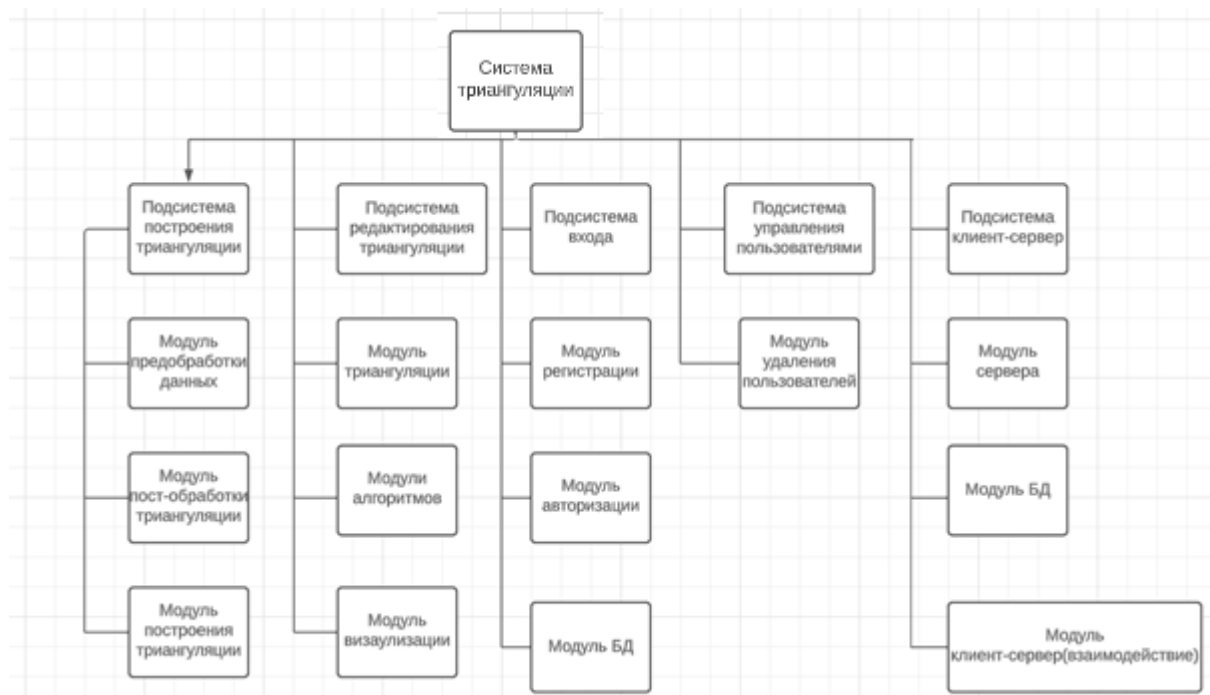 Система
триангуляции
Подсистема
построения
триангуляции
Подсистема
редактирования
триангуляции
Подсистема
входа
Подсистема
управления
пользователями
Подсистема
клиент-сервер
Модуль
предобработки
данных
Модуль
триангуляции
Модуль
регистрации
Модуль
удаления
пользователей
Модуль
сервера
Модуль
пост-обработки
триангуляции
Модули
алгоритмов
Модуль
авторизации
Модуль БД
Модуль
построения
триангуляции
Модуль
визаулизации
Модуль БД
Модуль
клиент-сервер(взаимодействие)